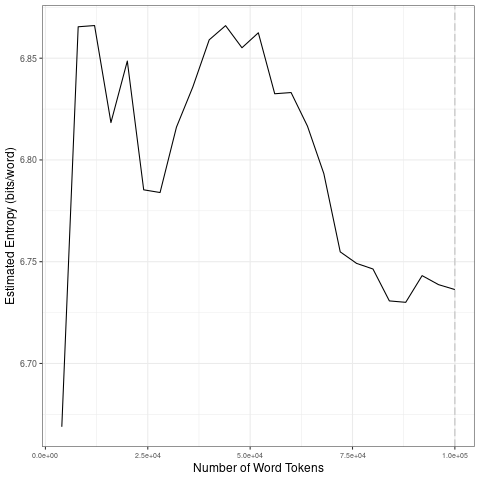 Estimated Entropy (bits/word)
6.85
6.80
6.75
6.70
0.0e+00 2.5e+04 5.0e+04 7.5e+04 1.0e+05
Number of Word Tokens